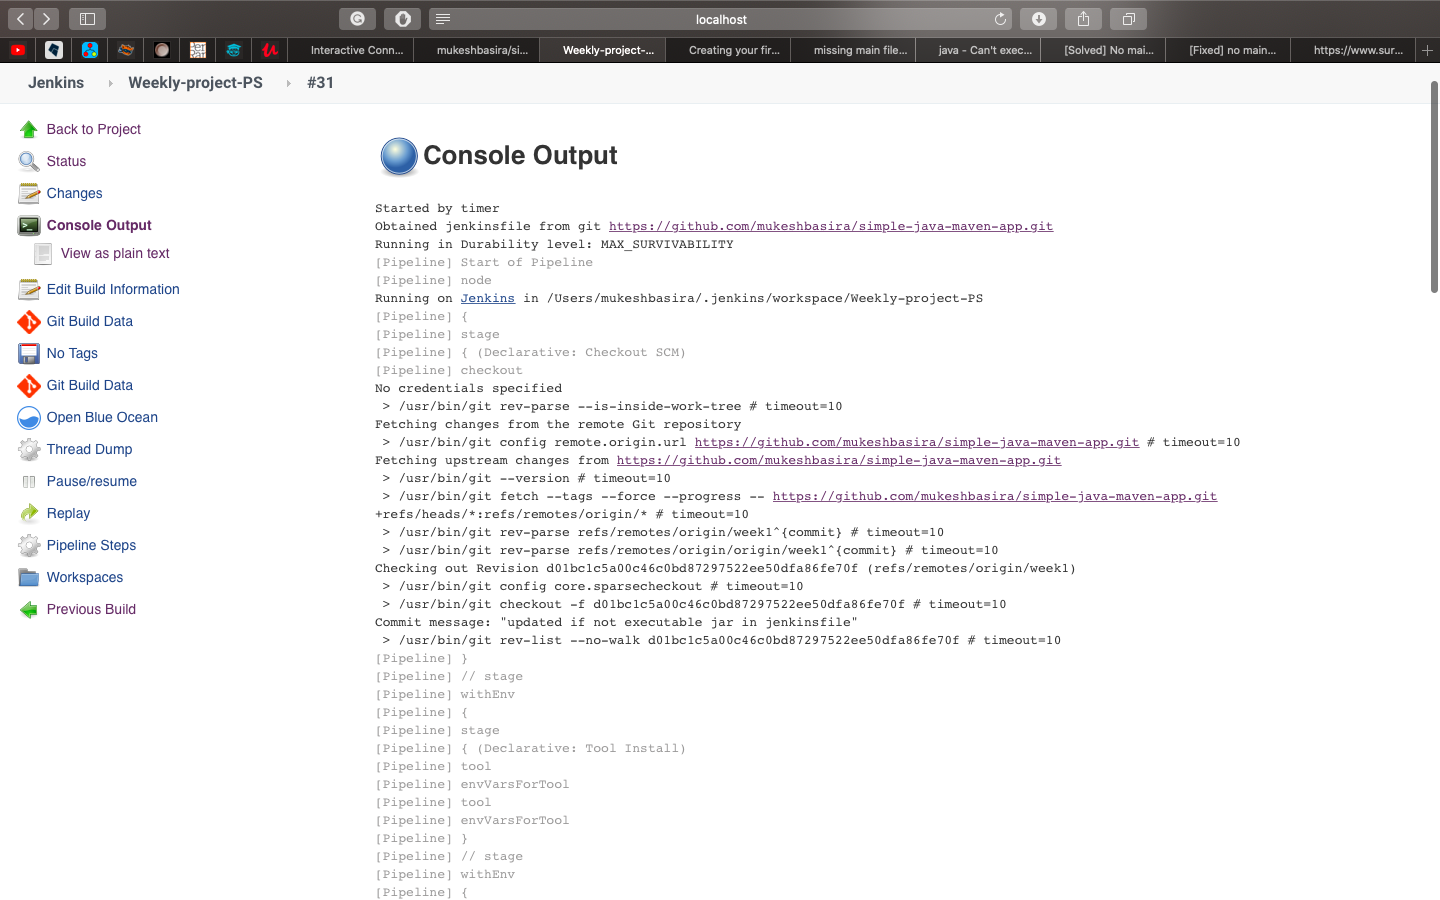 localhost
Interactive Conn...
mukeshbasira/si...
Weekly-project-...
Creating your fir...
missing main file...
java - Can't exec...
[Solved] No mai...
[Fixed] no main...
https://www.sur...
Jenkins
Weekly-project-PS
#31
Back to Project
Status
Changes
Console Output
View as plain text
Edit Build Information
Git Build Data
No Tags
Git Build Data
Open Blue Ocean
Thread Dump
Pause/resume
Replay
Pipeline Steps
Workspaces
Previous Build
Console Output
Started by timer
Obtained jenkinsfile from git https://github.com/mukeshbasira/simple-java-maven-app.git
Running in Durability level: MAX_SURVIVABILITY
[Pipeline] Start of Pipeline
[Pipeline] node
Running on Jenkins in /Users/mukeshbasira/.jenkins/workspace/Weekly-project-PS
[Pipeline] {
[Pipeline] stage
[Pipeline] { (Declarative: Checkout SCM)
[Pipeline] checkout
No credentials specified
> /usr/bin/git rev-parse --is-inside-work-tree # timeout=10
Fetching changes from the remote Git repository
> /usr/bin/git config remote.origin.url https://github.com/mukeshbasira/simple-java-maven-app.git # timeout=10
Fetching upstream changes from https://github.com/mukeshbasira/simple-java-maven-app.git
> /usr/bin/git --version # timeout=10
> /usr/bin/git fetch --tags --force --progress -- https://github.com/mukeshbasira/simple-java-maven-app.git
+refs/heads/*:refs/remotes/origin/* # timeout=10
> /usr/bin/git rev-parse refs/remotes/origin/week1^{commit} # timeout=10
> /usr/bin/git rev-parse refs/remotes/origin/origin/week1^{commit} # timeout=10
Checking out Revision d01bc1c5a00c46c0bd87297522ee50dfa86fe70f (refs/remotes/origin/week1)
> /usr/bin/git config core.sparsecheckout # timeout=10
> /usr/bin/git checkout -f d01bc1c5a00c46c0bd87297522ee50dfa86fe70f # timeout=10
Commit message: "updated if not executable jar in jenkinsfile"
> /usr/bin/git rev-list --no-walk d01bc1c5a00c46c0bd87297522ee50dfa86fe70f # timeout=10
[Pipeline] }
[Pipeline] // stage
[Pipeline] withEnv
[Pipeline] {
[Pipeline] stage
[Pipeline] { (Declarative: Tool Install)
[Pipeline] tool
[Pipeline] envVarsForTool
[Pipeline] tool
[Pipeline] envVarsForTool
[Pipeline] }
[Pipeline] // stage
[Pipeline] withEnv
[Pipeline] {